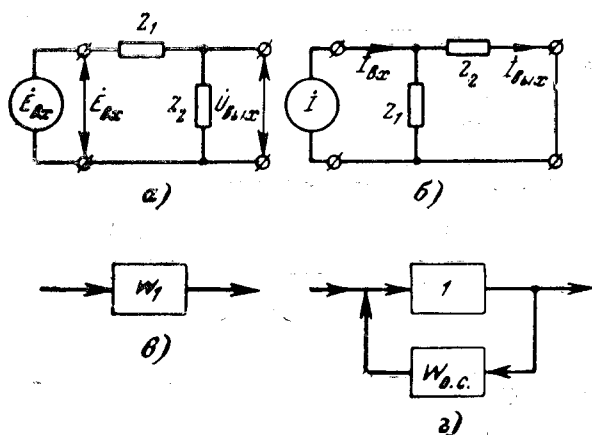 Z₁
Ėвх
Ėвх
Z₂
U̇вых
а)
İ
İвх
Z₁
Z₂
İвых
б)
W₁
в)
1
Wо.с.
г)